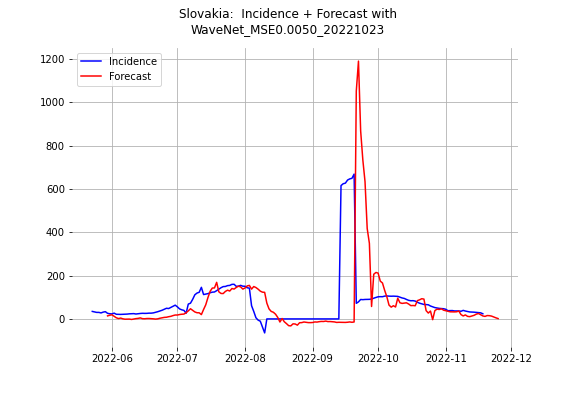 Slovakia:  Incidence + Forecast with
WaveNet_MSE0.0050_20221023
Incidence
Forecast
1200
1000
800
600
400
200
0
2022-06 2022-07 2022-08 2022-09 2022-10 2022-11 2022-12